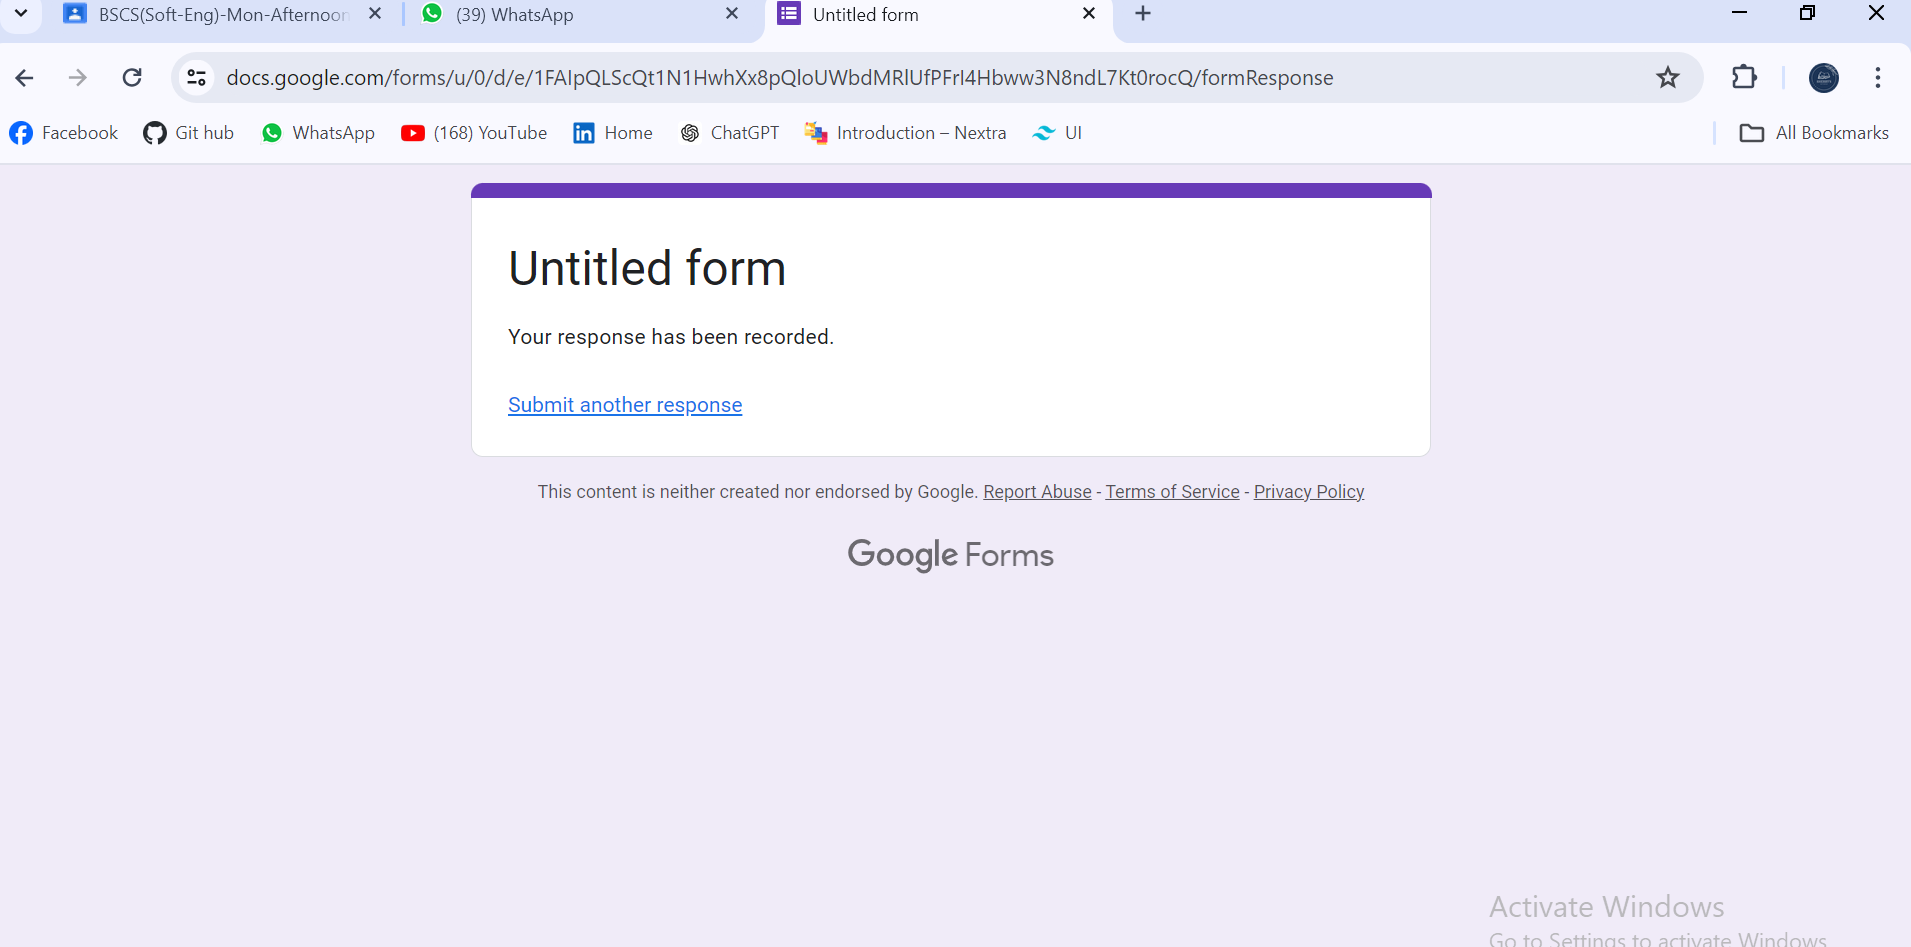 BSCS(Soft-Eng)-Mon-Afternoon
(39) WhatsApp
Untitled form
docs.google.com/forms/u/0/d/e/1FAIpQLScQt1N1HwhXx8pQloUWbdMRlUfPFrI4Hbww3N8ndL7Kt0rocQ/formResponse
Facebook
Git hub
WhatsApp
(168) YouTube
Home
ChatGPT
Introduction – Nextra
UI
All Bookmarks
Untitled form
Your response has been recorded.
Submit another response
This content is neither created nor endorsed by Google. Report Abuse - Terms of Service - Privacy Policy
Google Forms
Activate Windows
Go to Settings to activate Windows.